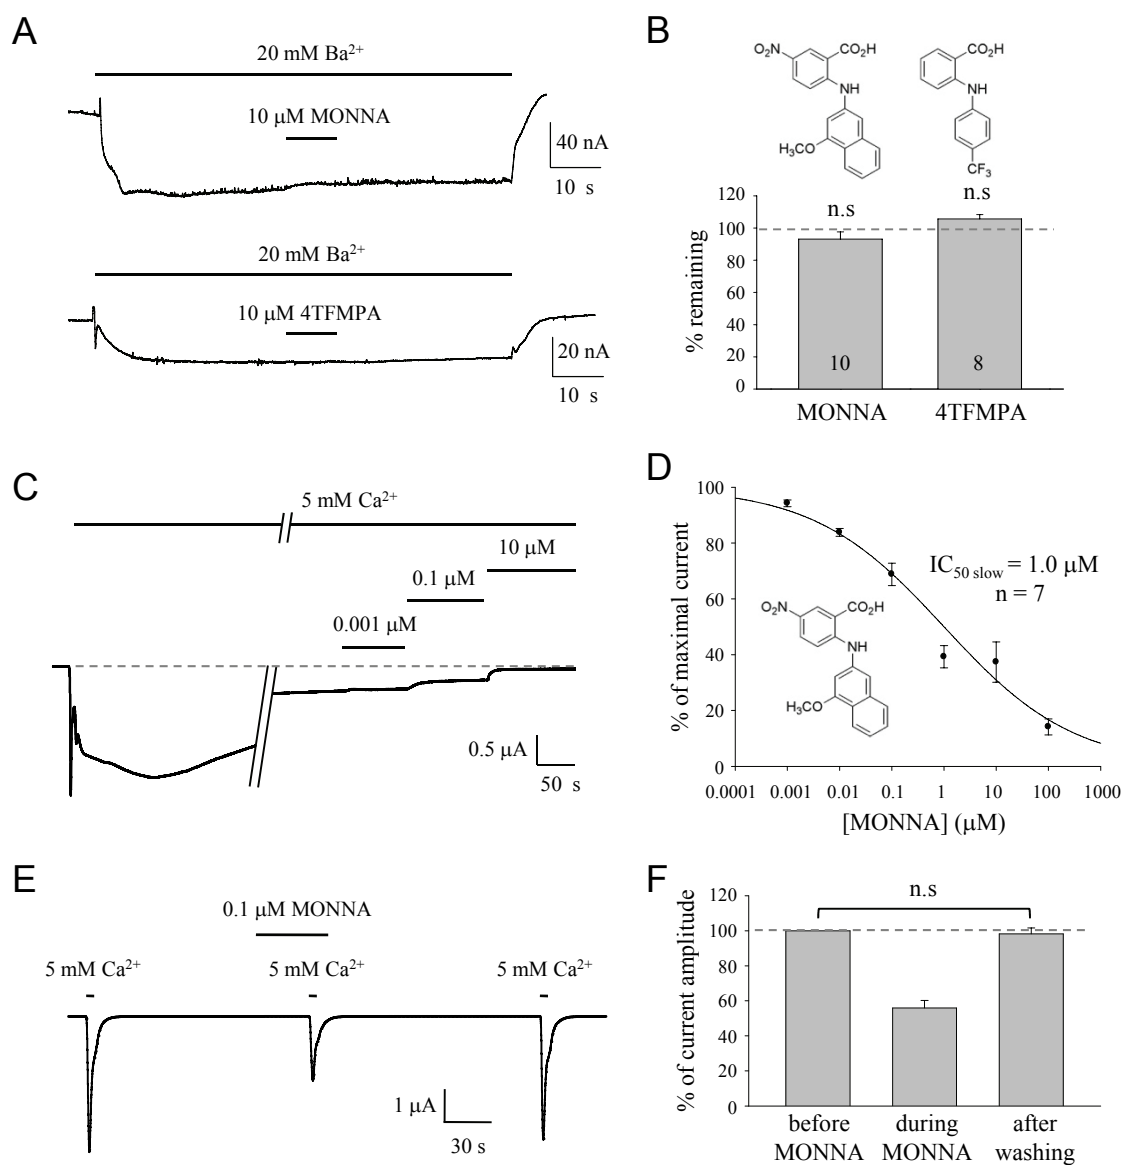 A
20 mM Ba²⁺
10 μM MONNA
40 nA
10 s
20 mM Ba²⁺
10 μM 4TFMPA
20 nA
10 s
B
O₂N
CO₂H
NH
H₃CO
CO₂H
NH
CF₃
% remaining
120
100
80
60
40
20
0
n.s
n.s
10
8
MONNA
4TFMPA
C
5 mM Ca²⁺
10 μM
0.1 μM
0.001 μM
0.5 μA
50 s
D
% of maximal current
100
80
60
40
20
0
IC₅₀ slow = 1.0 μM
n = 7
O₂N
CO₂H
NH
H₃CO
0.0001 0.001 0.01 0.1 1 10 100 1000
[MONNA] (μM)
E
0.1 μM MONNA
5 mM Ca²⁺ 5 mM Ca²⁺ 5 mM Ca²⁺
1 μA
30 s
F
% of current amplitude
120
100
80
60
40
20
0
n.s
before MONNA
during MONNA
after washing